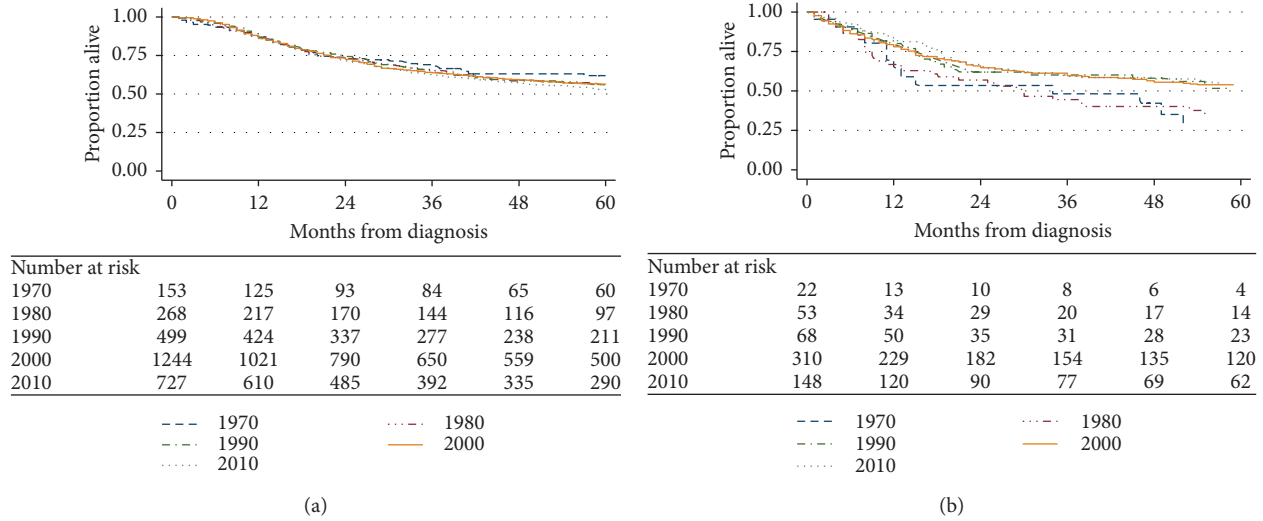 Proportion alive
1.00
0.75
0.50
0.25
0.00
0 12 24 36 48 60
Months from diagnosis
Number at risk
1970 153 125 93 84 65 60
1980 268 217 170 144 116 97
1990 499 424 337 277 238 211
2000 1244 1021 790 650 559 500
2010 727 610 485 392 335 290
1970 1980
1990 2000
2010
(a)
Proportion alive
1.00
0.75
0.50
0.25
0.00
0 12 24 36 48 60
Months from diagnosis
Number at risk
1970 22 13 10 8 6 4
1980 53 34 29 20 17 14
1990 68 50 35 31 28 23
2000 310 229 182 154 135 120
2010 148 120 90 77 69 62
1970 1980
1990 2000
2010
(b)